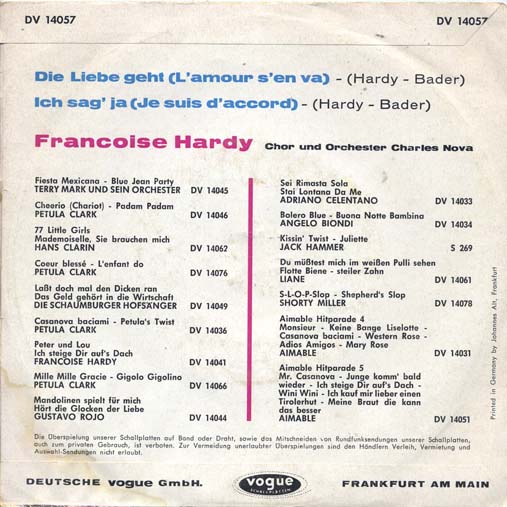 DV 14057
DV 14057
Die Liebe geht (L'amour s'en va) - (Hardy - Bader)
Ich sag' ja (Je suis d'accord) - (Hardy - Bader)
Francoise Hardy Chor und Orchester Charles Nova
Fiesta Mexicana - Blue Jean Party
TERRY MARK UND SEIN ORCHESTER DV 14045
Cheerio (Chariot) - Padam Padam
PETULA CLARK DV 14046
77 Little Girls
Mademoiselle, Sie brauchen mich
HANS CLARIN DV 14062
Coeur blessé - L'enfant do
PETULA CLARK DV 14076
Laßt doch mal den Dicken ran
Das Geld gehört in die Wirtschaft
DIE SCHAUMBURGER HOFSÄNGER DV 14049
Casanova baciami - Petula's Twist
PETULA CLARK DV 14036
Peter und Lou
Ich steige Dir auf's Dach
FRANCOISE HARDY DV 14041
Mille Mille Gracie - Gigolo Gigolino
PETULA CLARK DV 14066
Mandolinen spielt für mich
Hört die Glocken der Liebe
GUSTAVO ROJO DV 14044
Sei Rimasta Sola
Stai Lontana Da Me
ADRIANO CELENTANO DV 14033
Bolero Blue - Buona Notte Bambina
ANGELO BIONDI DV 14034
Kissin' Twist - Juliette
JACK HAMMER S 269
Du müßtest mich im weißen Pulli sehen
Flotte Biene - steiler Zahn
LIANE DV 14061
S-L-O-P-Slop - Shepherd's Slop
SHORTY MILLER DV 14078
Aimable Hitparade 4
Monsieur - Keine Bange Liselotte -
Casanova baciami - Western Rose -
Adios Amigos - Mary Rose
AIMABLE DV 14031
Aimable Hitparade 5
Mr. Casanova - Junge komm' bald
wieder - Ich steige Dir auf's Dach -
Wini Wini - Ich kauf mir lieber einen
Tirolerhut - Meine Braut die kann
das besser
AIMABLE DV 14051
Die Überspielung unserer Schallplatten auf Band oder Draht, sowie das Mitschneiden von Rundfunksendungen unserer Schallplatten,
auch zum privaten Gebrauch, ist verboten. Zur Vermeidung unerlaubter Überspielungen sind den Händlern Verleih, Vermietung und
Auswahl-Sendungen nicht erlaubt.
DEUTSCHE VOGUE GmbH.
vogue
SCHALLPLATTEN
FRANKFURT AM MAIN
Printed in Germany by Johannes Alt, Frankfurt